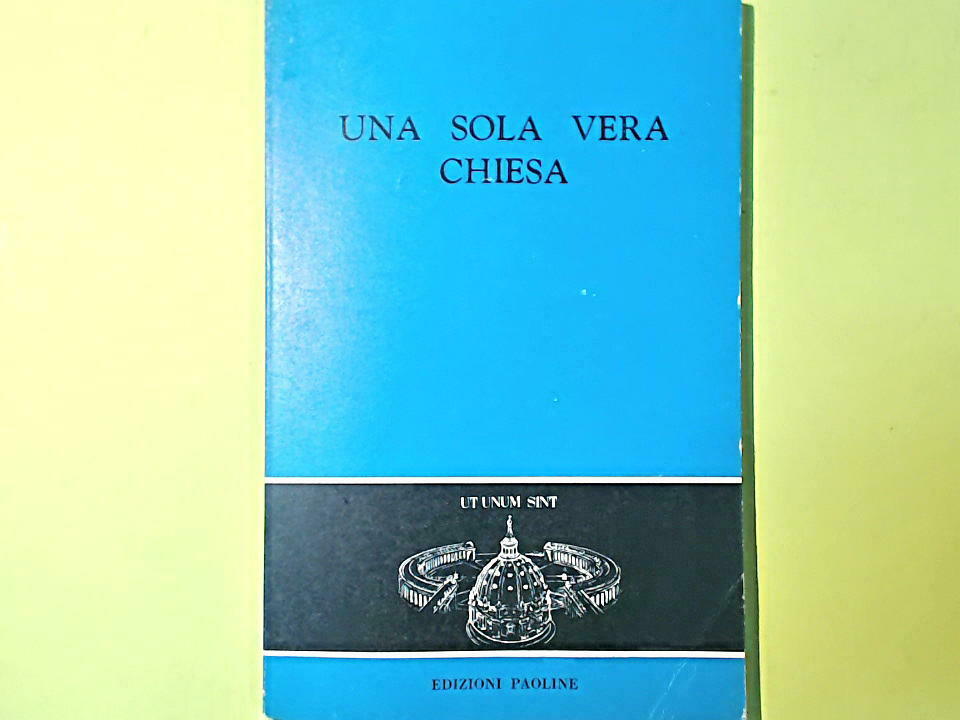 UNA SOLA VERA
CHIESA
UT UNUM SINT
EDIZIONI PAOLINE